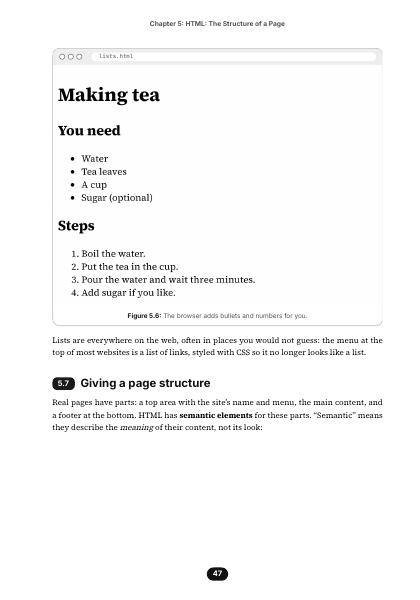 Chapter 5: HTML: The Structure of a Page
lists.html
Making tea
You need
• Water
• Tea leaves
• A cup
• Sugar (optional)
Steps
1. Boil the water.
2. Put the tea in the cup.
3. Pour the water and wait three minutes.
4. Add sugar if you like.
Figure 5.6: The browser adds bullets and numbers for you.
Lists are everywhere on the web, often in places you would not guess: the menu at the
top of most websites is a list of links, styled with CSS so it no longer looks like a list.
5.7 Giving a page structure
Real pages have parts: a top area with the site's name and menu, the main content, and
a footer at the bottom. HTML has semantic elements for these parts. “Semantic” means
they describe the meaning of their content, not its look:
47